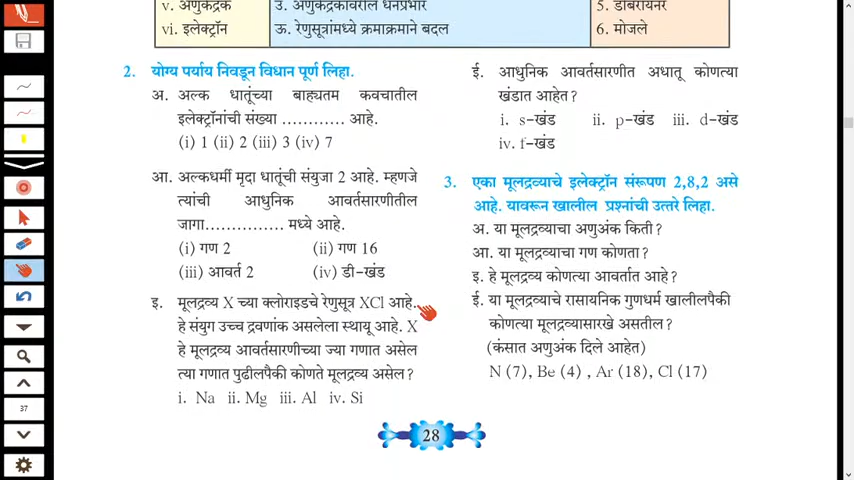 v. अणुकेंद्रक
उ. अणुकेंद्रकावरील धनप्रभार
5. डोबरायनर
vi. इलेक्ट्रॉन
ऊ. रेणुसूत्रांमध्ये क्रमाक्रमाने बदल
6. मोजले
2. योग्य पर्याय निवडून विधान पूर्ण लिहा.
अ. अल्क धातूंच्या बाह्यतम कवचातील
इलेक्ट्रॉनांची संख्या ............ आहे.
(i) 1 (ii) 2 (iii) 3 (iv) 7
आ. अल्कधर्मी मृदा धातूंची संयुजा 2 आहे. म्हणजे
त्यांची आधुनिक आवर्तसारणीतील
जागा............... मध्ये आहे.
(i) गण 2 (ii) गण 16
(iii) आवर्त 2 (iv) डी-खंड
इ. मूलद्रव्य X च्या क्लोराइडचे रेणुसूत्र XCl आहे.
हे संयुग उच्च द्रवणांक असलेला स्थायू आहे. X
हे मूलद्रव्य आवर्तसारणीच्या ज्या गणात असेल
त्या गणात पुढीलपैकी कोणते मूलद्रव्य असेल?
i. Na ii. Mg iii. Al iv. Si
ई. आधुनिक आवर्तसारणीत अधातू कोणत्या
खंडात आहेत?
i. s-खंड ii. p-खंड iii. d-खंड
iv. f-खंड
3. एका मूलद्रव्याचे इलेक्ट्रॉन संरूपण 2,8,2 असे
आहे. यावरून खालील प्रश्नांची उत्तरे लिहा.
अ. या मूलद्रव्याचा अणुअंक किती?
आ. या मूलद्रव्याचा गण कोणता?
इ. हे मूलद्रव्य कोणत्या आवर्तात आहे?
ई. या मूलद्रव्याचे रासायनिक गुणधर्म खालीलपैकी
कोणत्या मूलद्रव्यासारखे असतील?
(कंसात अणुअंक दिले आहेत)
N (7), Be (4) , Ar (18), Cl (17)
28
37